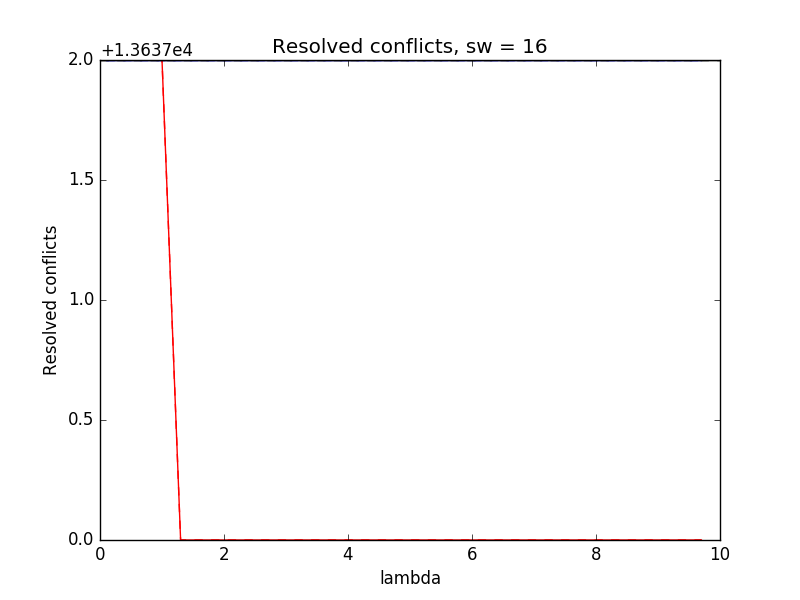 +1.3637e4
Resolved conflicts, sw = 16
2.0
1.5
1.0
0.5
0.0
Resolved conflicts
0 2 4 6 8 10
lambda